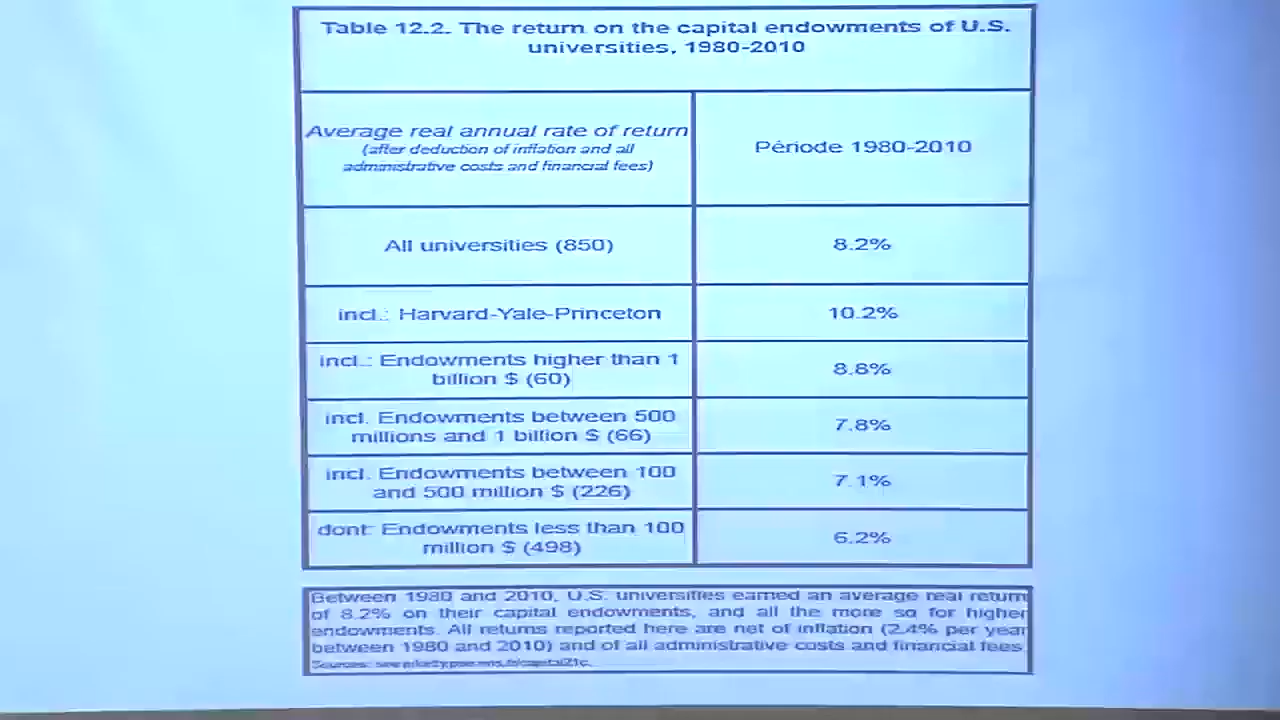 Table 12.2. The return on the capital endowments of U.S.
universities, 1980-2010
Average real annual rate of return
(after deduction of inflation and all
administrative costs and financial fees)
Période 1980-2010
All universities (850)
8.2%
incl.: Harvard-Yale-Princeton
10.2%
incl.: Endowments higher than 1
billion $ (60)
8.8%
incl. Endowments between 500
millions and 1 billion $ (66)
7.8%
incl. Endowments between 100
and 500 million $ (226)
7.1%
dont: Endowments less than 100
million $ (498)
6.2%
Between 1980 and 2010, U.S. universities earned an average real return
of 8.2% on their capital endowments, and all the more so for higher
endowments. All returns reported here are net of inflation (2.4% per year
between 1980 and 2010) and of all administrative costs and financial fees.
Sources: see